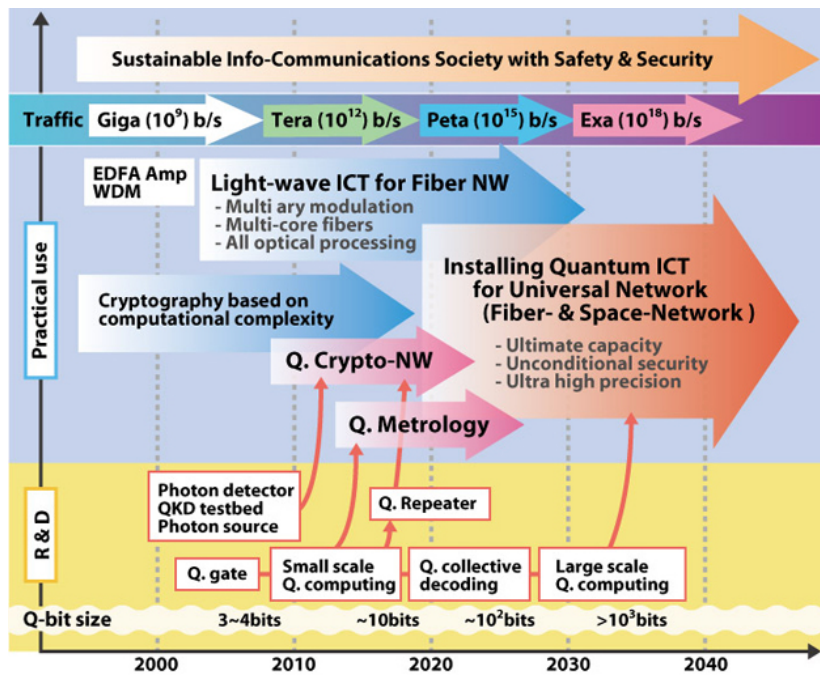 Sustainable Info-Communications Society with Safety & Security
Traffic
Giga (10⁹) b/s
Tera (10¹²) b/s
Peta (10¹⁵) b/s
Exa (10¹⁸) b/s
Practical use
EDFA Amp
WDM
Light-wave ICT for Fiber NW
- Multi ary modulation
- Multi-core fibers
- All optical processing
Installing Quantum ICT
for Universal Network
(Fiber- & Space-Network )
- Ultimate capacity
- Unconditional security
- Ultra high precision
Cryptography based on
computational complexity
Q. Crypto-NW
Q. Metrology
R & D
Photon detector
QKD testbed
Photon source
Q. Repeater
Q. gate
Small scale
Q. computing
Q. collective
decoding
Large scale
Q. computing
Q-bit size
3~4bits
~10bits
~10²bits
>10³bits
2000
2010
2020
2030
2040